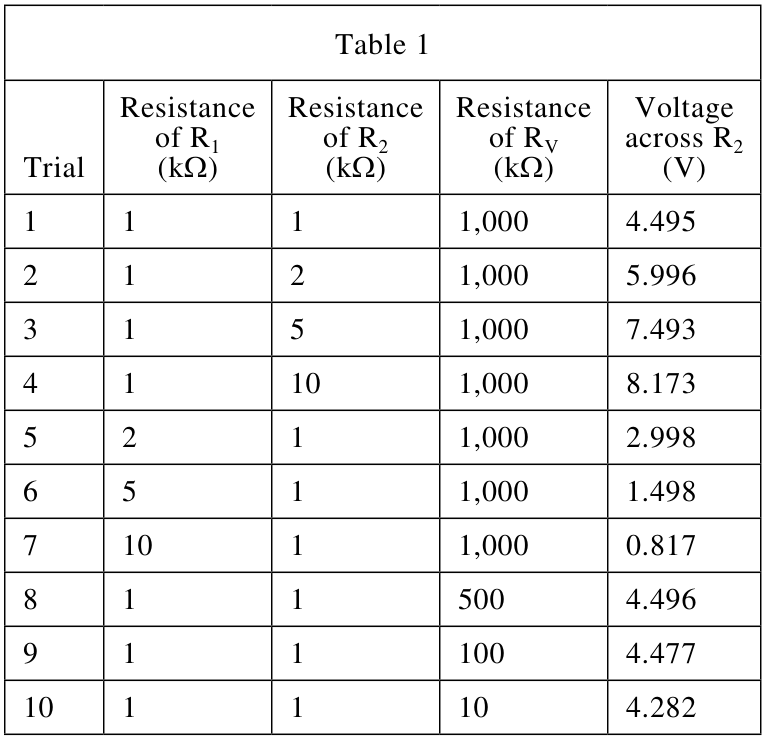 Table 1
Trial
Resistance of R₁ (kΩ)
Resistance of R₂ (kΩ)
Resistance of Rᵥ (kΩ)
Voltage across R₂ (V)
1 1 1 1,000 4.495
2 1 2 1,000 5.996
3 1 5 1,000 7.493
4 1 10 1,000 8.173
5 2 1 1,000 2.998
6 5 1 1,000 1.498
7 10 1 1,000 0.817
8 1 1 500 4.496
9 1 1 100 4.477
10 1 1 10 4.282